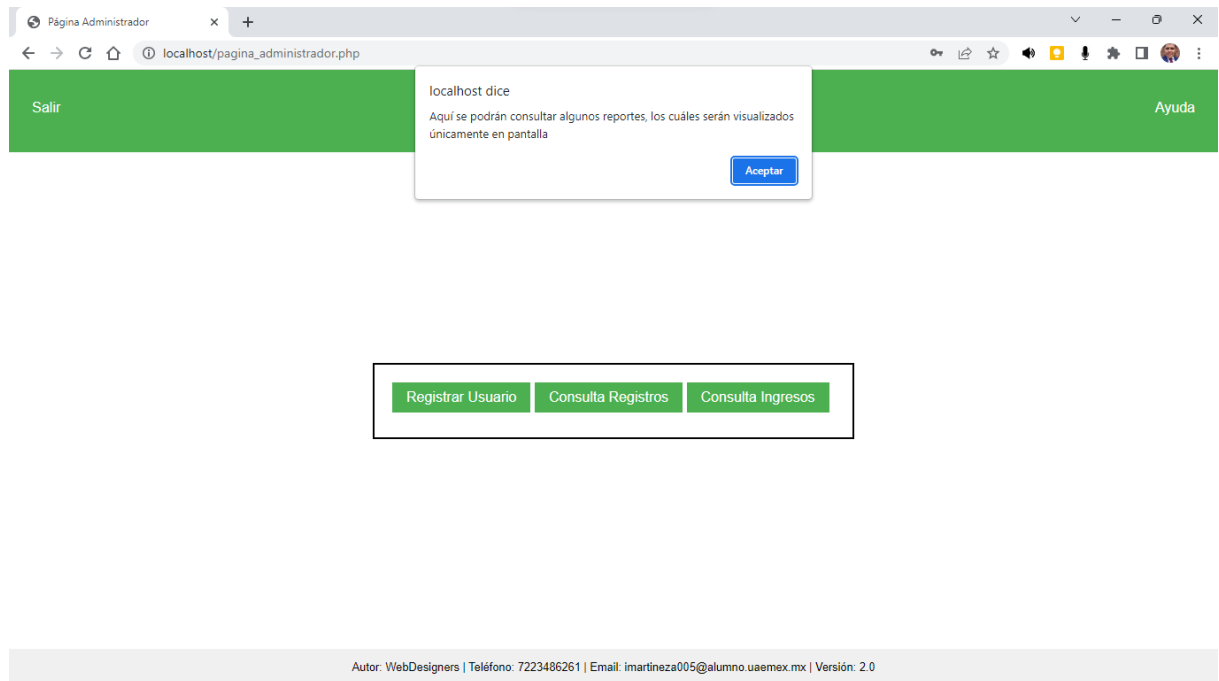 Página Administrador
localhost/pagina_administrador.php
localhost dice
Aquí se podrán consultar algunos reportes, los cuáles serán visualizados
únicamente en pantalla
Aceptar
Salir
Ayuda
Registrar Usuario Consulta Registros Consulta Ingresos
Autor: WebDesigners | Teléfono: 7223486261 | Email: imartineza005@alumno.uaemex.mx | Versión: 2.0